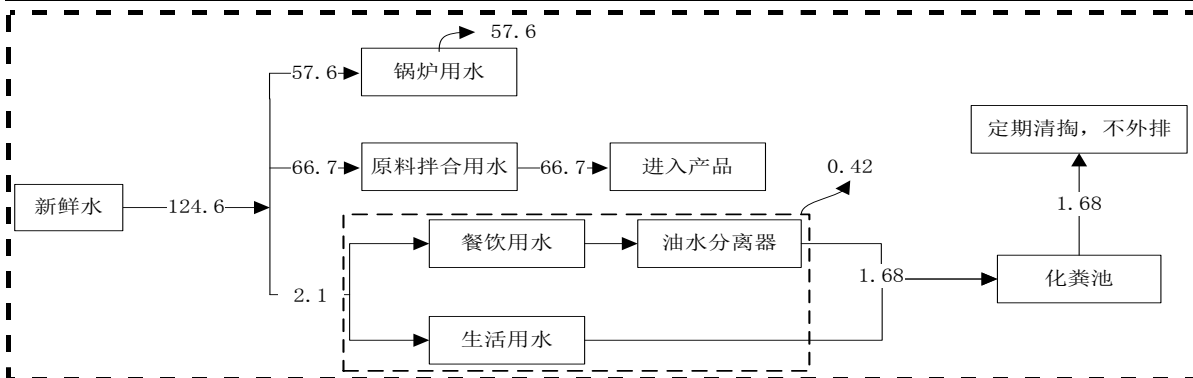 57.6
57.6
锅炉用水
定期清掏，不外排
66.7
原料拌合用水
66.7
进入产品
0.42
新鲜水
124.6
1.68
餐饮用水
油水分离器
1.68
化粪池
2.1
生活用水